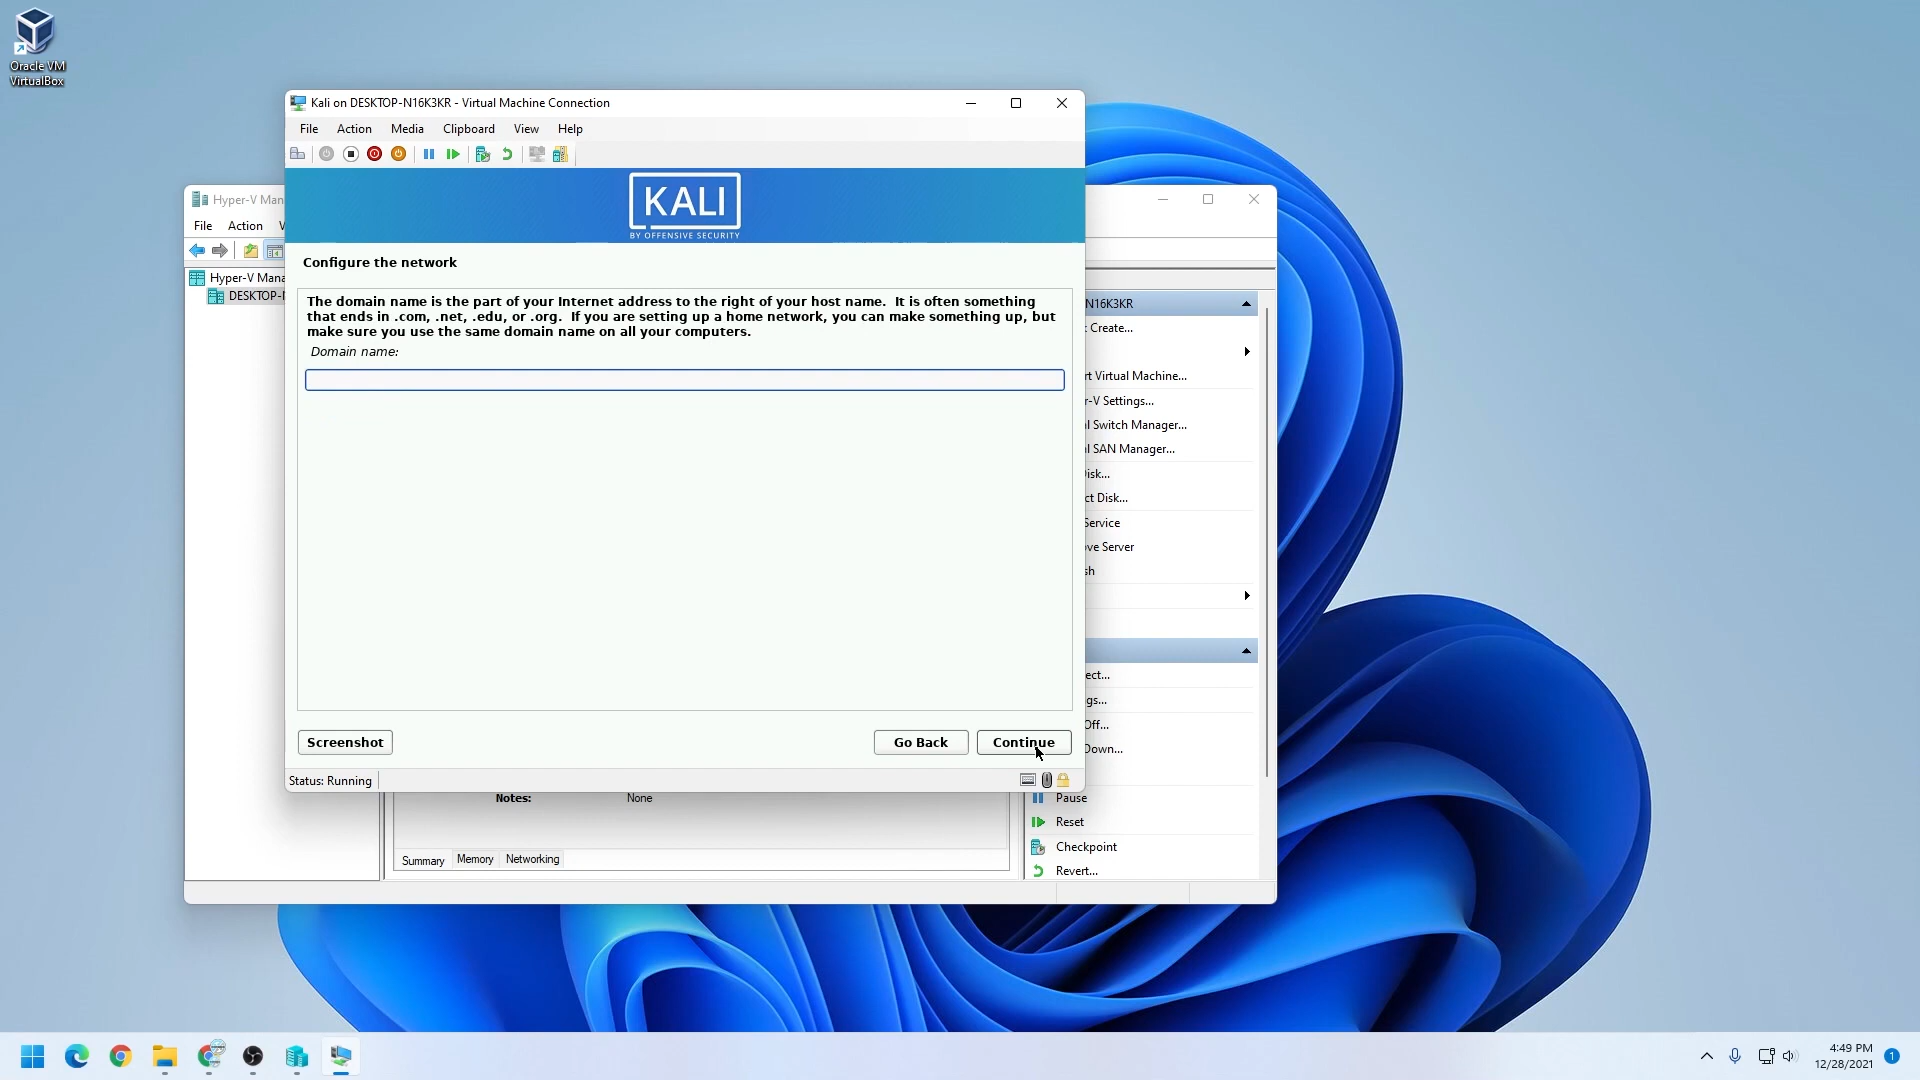 Oracle VM
VirtualBox
Kali on DESKTOP-N16K3KR - Virtual Machine Connection
File Action Media Clipboard View Help
KALI
BY OFFENSIVE SECURITY
Configure the network
The domain name is the part of your Internet address to the right of your host name. It is often something
that ends in .com, .net, .edu, or .org. If you are setting up a home network, you can make something up, but
make sure you use the same domain name on all your computers.
Domain name:
Screenshot
Go Back
Continue
Status: Running
Hyper-V Man
File Action V
Hyper-V Mana
DESKTOP-N
N16K3KR
t Create...
rt Virtual Machine...
r-V Settings...
al Switch Manager...
al SAN Manager...
isk...
ct Disk...
Service
ove Server
sh
ect...
gs...
Off...
Down...
Pause
Reset
Checkpoint
Revert...
Notes: None
Summary Memory Networking
4:49 PM
12/28/2021
1